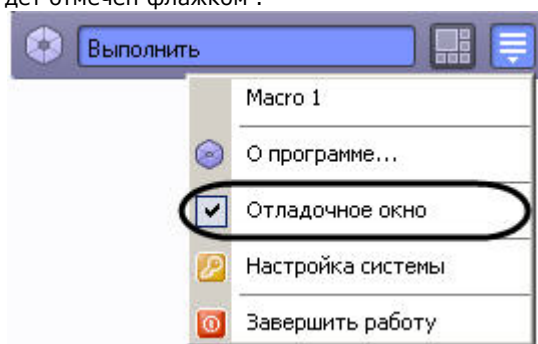 дет отмечен флажком .
Выполнить
Macro 1
О программе...
Отладочное окно
Настройка системы
Завершить работу